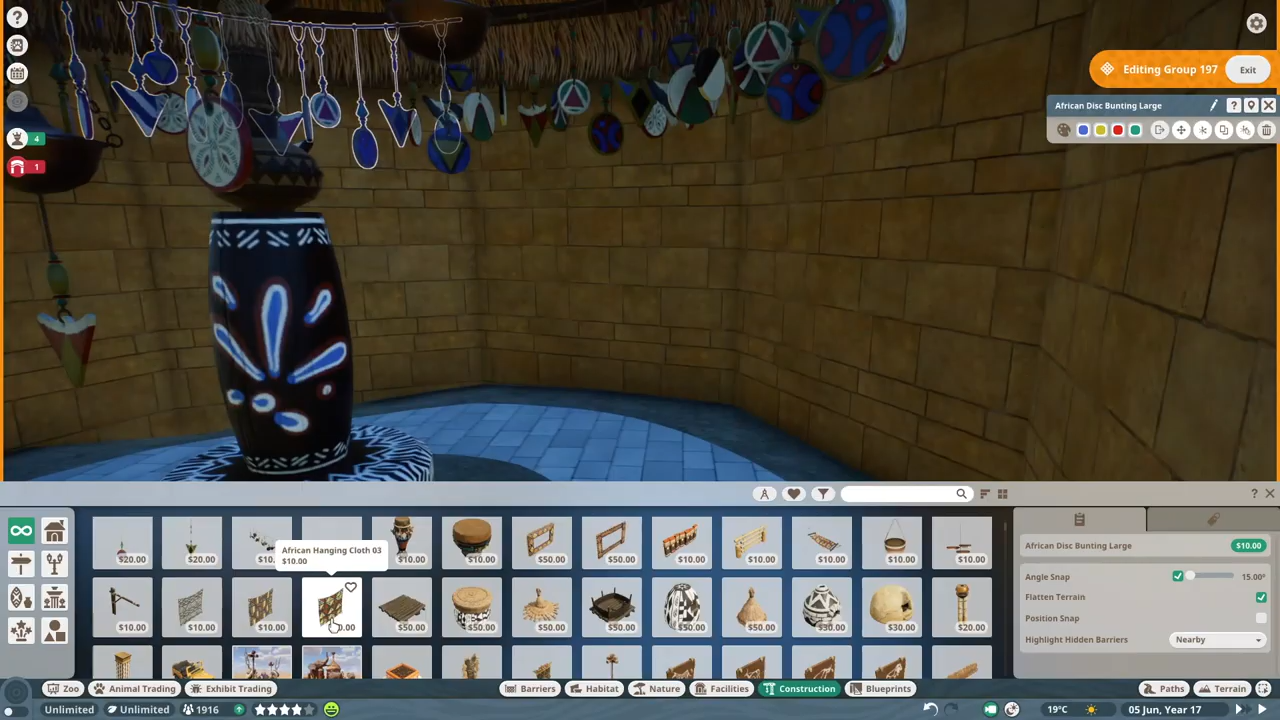 ?
Editing Group 197
Exit
African Disc Bunting Large
?
4
1
?
$20.00
$20.00
$10.
$10.00
$10.00
$50.00
$50.00
$10.00
$10.00
$10.00
$10.00
$10.00
African Hanging Cloth 03
$10.00
$10.00
$10.00
$10.00
0.00
$50.00
$50.00
$50.00
$50.00
$50.00
$50.00
$30.00
$30.00
$20.00
African Disc Bunting Large
$10.00
Angle Snap
15.00°
Flatten Terrain
Position Snap
Highlight Hidden Barriers
Nearby
Zoo
Animal Trading
Exhibit Trading
Barriers
Habitat
Nature
Facilities
Construction
Blueprints
Paths
Terrain
Unlimited
Unlimited
1916
19°C
05 Jun, Year 17